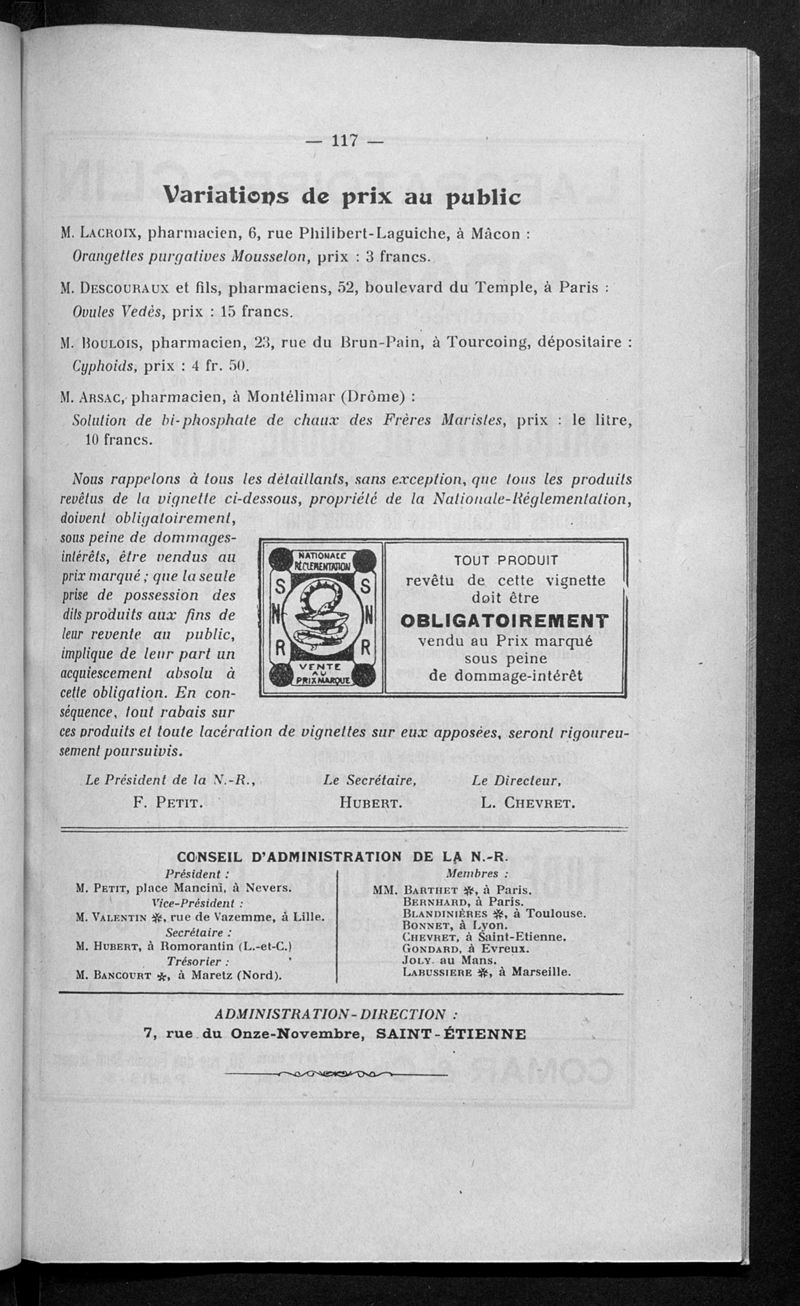 — 117 —
Variations de prix au public
M. LACROIX, pharmacien, 6, rue Philibert-Laguiche, à Mâcon :
Orangettes purgatives Mousselon, prix : 3 francs.
M. DESCOURAUX et fils, pharmaciens, 52, boulevard du Temple, à Paris :
Ovules Vedès, prix : 15 francs.
M. BOULOIS, pharmacien, 23, rue du Brun-Pain, à Tourcoing, dépositaire :
Cyphoids, prix : 4 fr. 50.
M. ARSAC, pharmacien, à Montélimar (Drôme) :
Solution de bi-phosphate de chaux des Frères Maristes, prix : le litre,
10 francs.
Nous rappelons à tous les détaillants, sans exception, que tous les produits
revêtus de la vignette ci-dessous, propriété de la Nationale-Réglementation,
doivent obligatoirement,
sous peine de dommages-
intérêts, être vendus au
prix marqué ; que la seule
prise de possession des
dits produits aux fins de
leur revente au public,
implique de leur part un
acquiescement absolu à
cette obligation. En con-
séquence, tout rabais sur
NATIONALE
RÉGLEMENTATION
S S
N N
R R
VENTE
AU
PRIX MARQUÉ
TOUT PRODUIT
revêtu de cette vignette
doit être
OBLIGATOIREMENT
vendu au Prix marqué
sous peine
de dommage-intérêt
ces produits et toute lacération de vignettes sur eux apposées, seront rigoureu-
sement poursuivis.
Le Président de la N.-R., Le Secrétaire, Le Directeur,
F. PETIT. HUBERT. L. CHEVRET.
CONSEIL D'ADMINISTRATION DE LA N.-R.
Président :
M. PETIT, place Mancini, à Nevers.
Vice-Président :
M. VALENTIN ✻, rue de Vazemme, à Lille.
Secrétaire :
M. HUBERT, à Romorantin (L.-et-C.)
Trésorier :
M. BANCOURT ✻, à Maretz (Nord).
Membres :
MM. BARTHET ✻, à Paris.
BERNHARD, à Paris.
BLANDINIÈRES ✻, à Toulouse.
BONNET, à Lyon.
CHEVRET, à Saint-Etienne.
GONDARD, à Evreux.
JOLY. au Mans.
LABUSSIERE ✻, à Marseille.
ADMINISTRATION-DIRECTION :
7, rue du Onze-Novembre, SAINT-ÉTIENNE